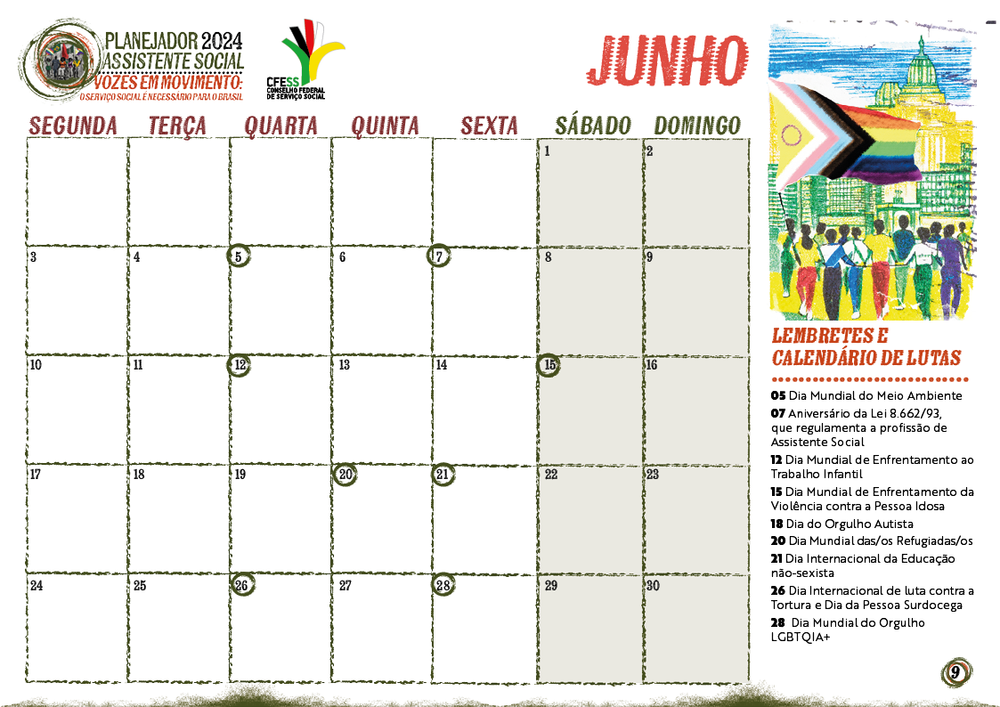 PLANEJADOR 2024
ASSISTENTE SOCIAL
VOZES EM MOVIMENTO:
O SERVIÇO SOCIAL É NECESSÁRIO PARA O BRASIL
CFESS
CONSELHO FEDERAL
DE SERVIÇO SOCIAL
JUNHO
SEGUNDA TERÇA QUARTA QUINTA SEXTA SÁBADO DOMINGO
1 2
3 4 5 6 7 8 9
10 11 12 13 14 15 16
17 18 19 20 21 22 23
24 25 26 27 28 29 30
LEMBRETES E
CALENDÁRIO DE LUTAS
05 Dia Mundial do Meio Ambiente
07 Aniversário da Lei 8.662/93,
que regulamenta a profissão de
Assistente Social
12 Dia Mundial de Enfrentamento ao
Trabalho Infantil
15 Dia Mundial de Enfrentamento da
Violência contra a Pessoa Idosa
18 Dia do Orgulho Autista
20 Dia Mundial das/os Refugiadas/os
21 Dia Internacional da Educação
não-sexista
26 Dia Internacional de luta contra a
Tortura e Dia da Pessoa Surdocega
28 Dia Mundial do Orgulho
LGBTQIA+
9